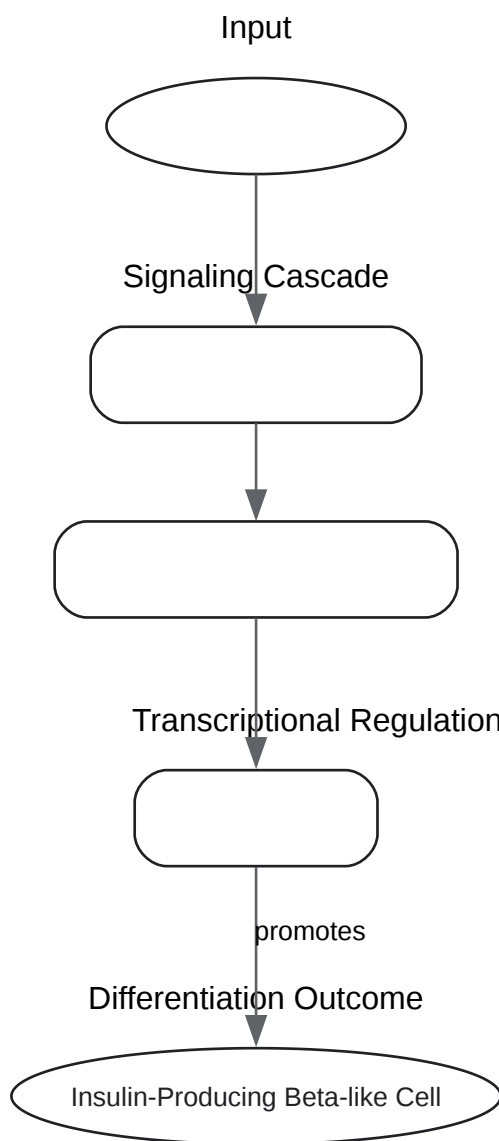 Input
Signaling Cascade
Transcriptional Regulation
promotes
Differentiation Outcome
Insulin-Producing Beta-like Cell